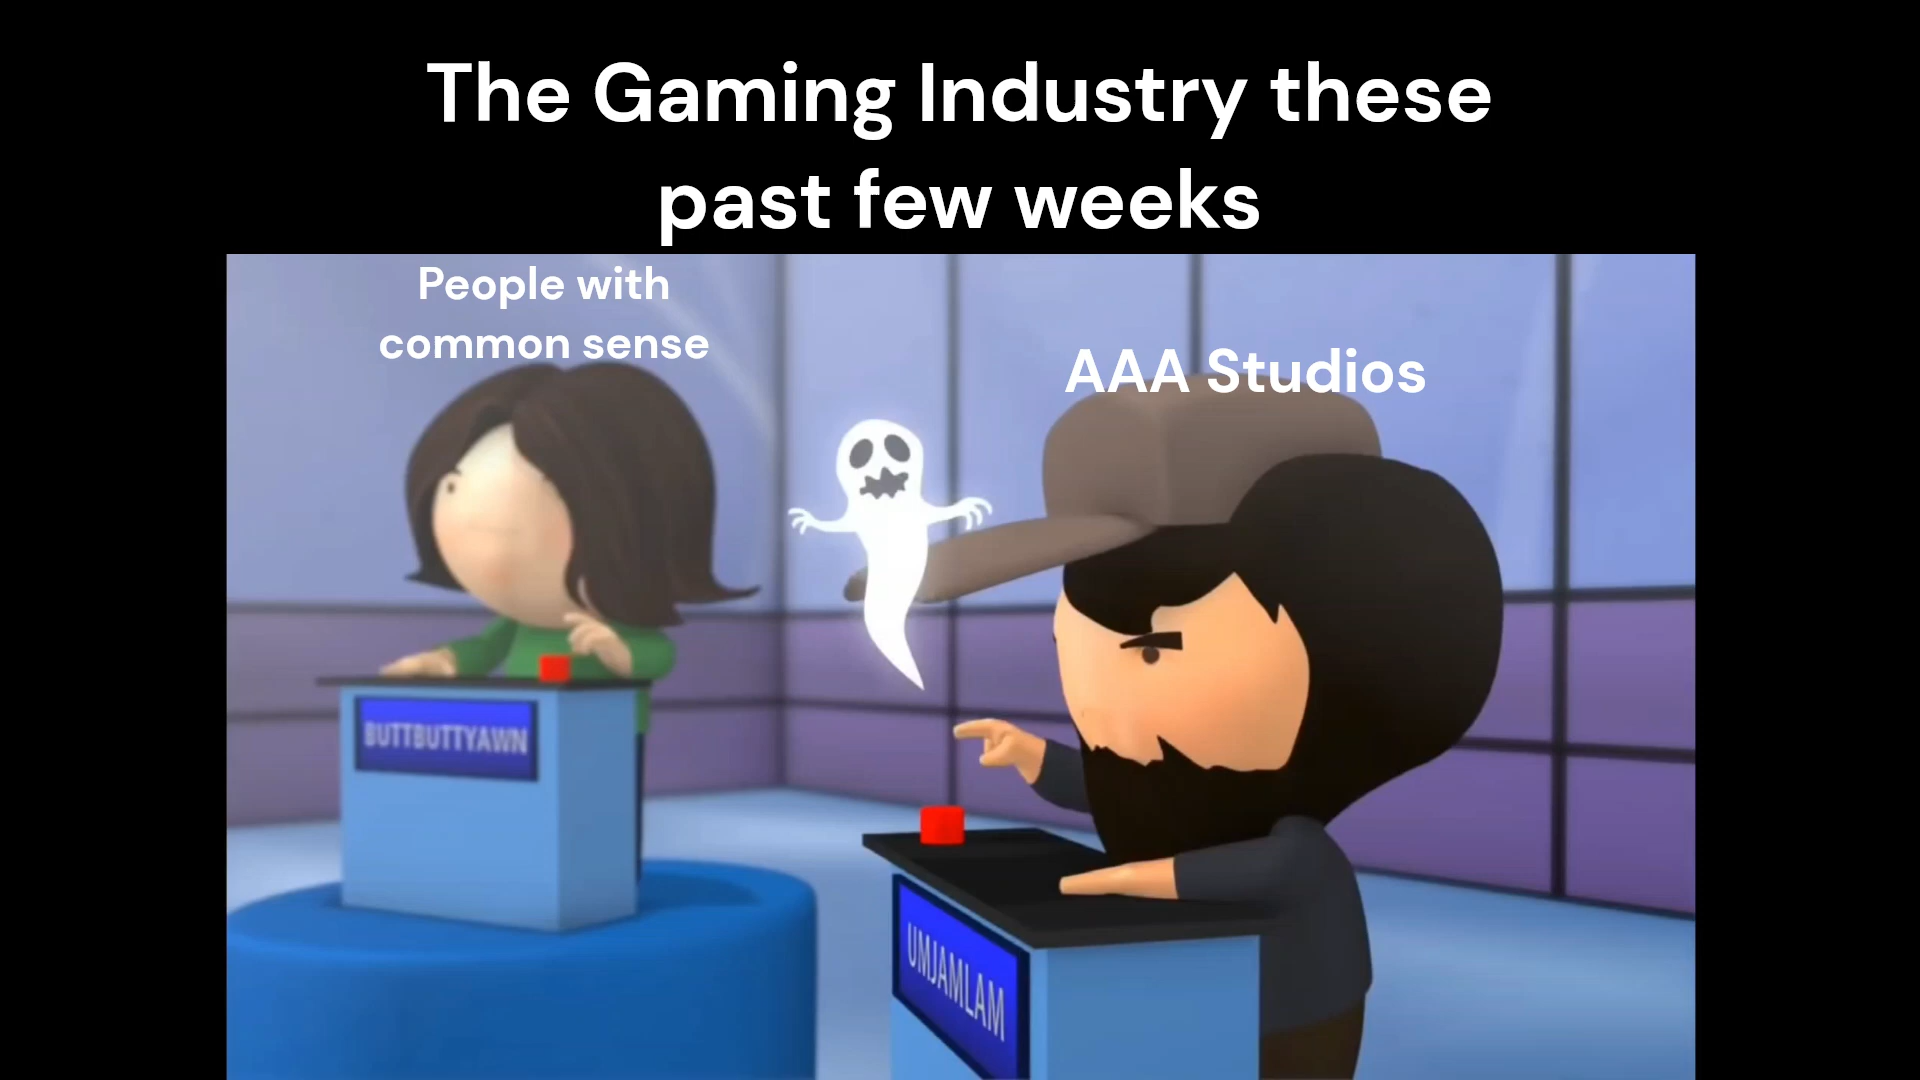 The Gaming Industry these
past few weeks
People with
common sense
AAA Studios
BUTTBUTTYAWN
UMJAMLAM